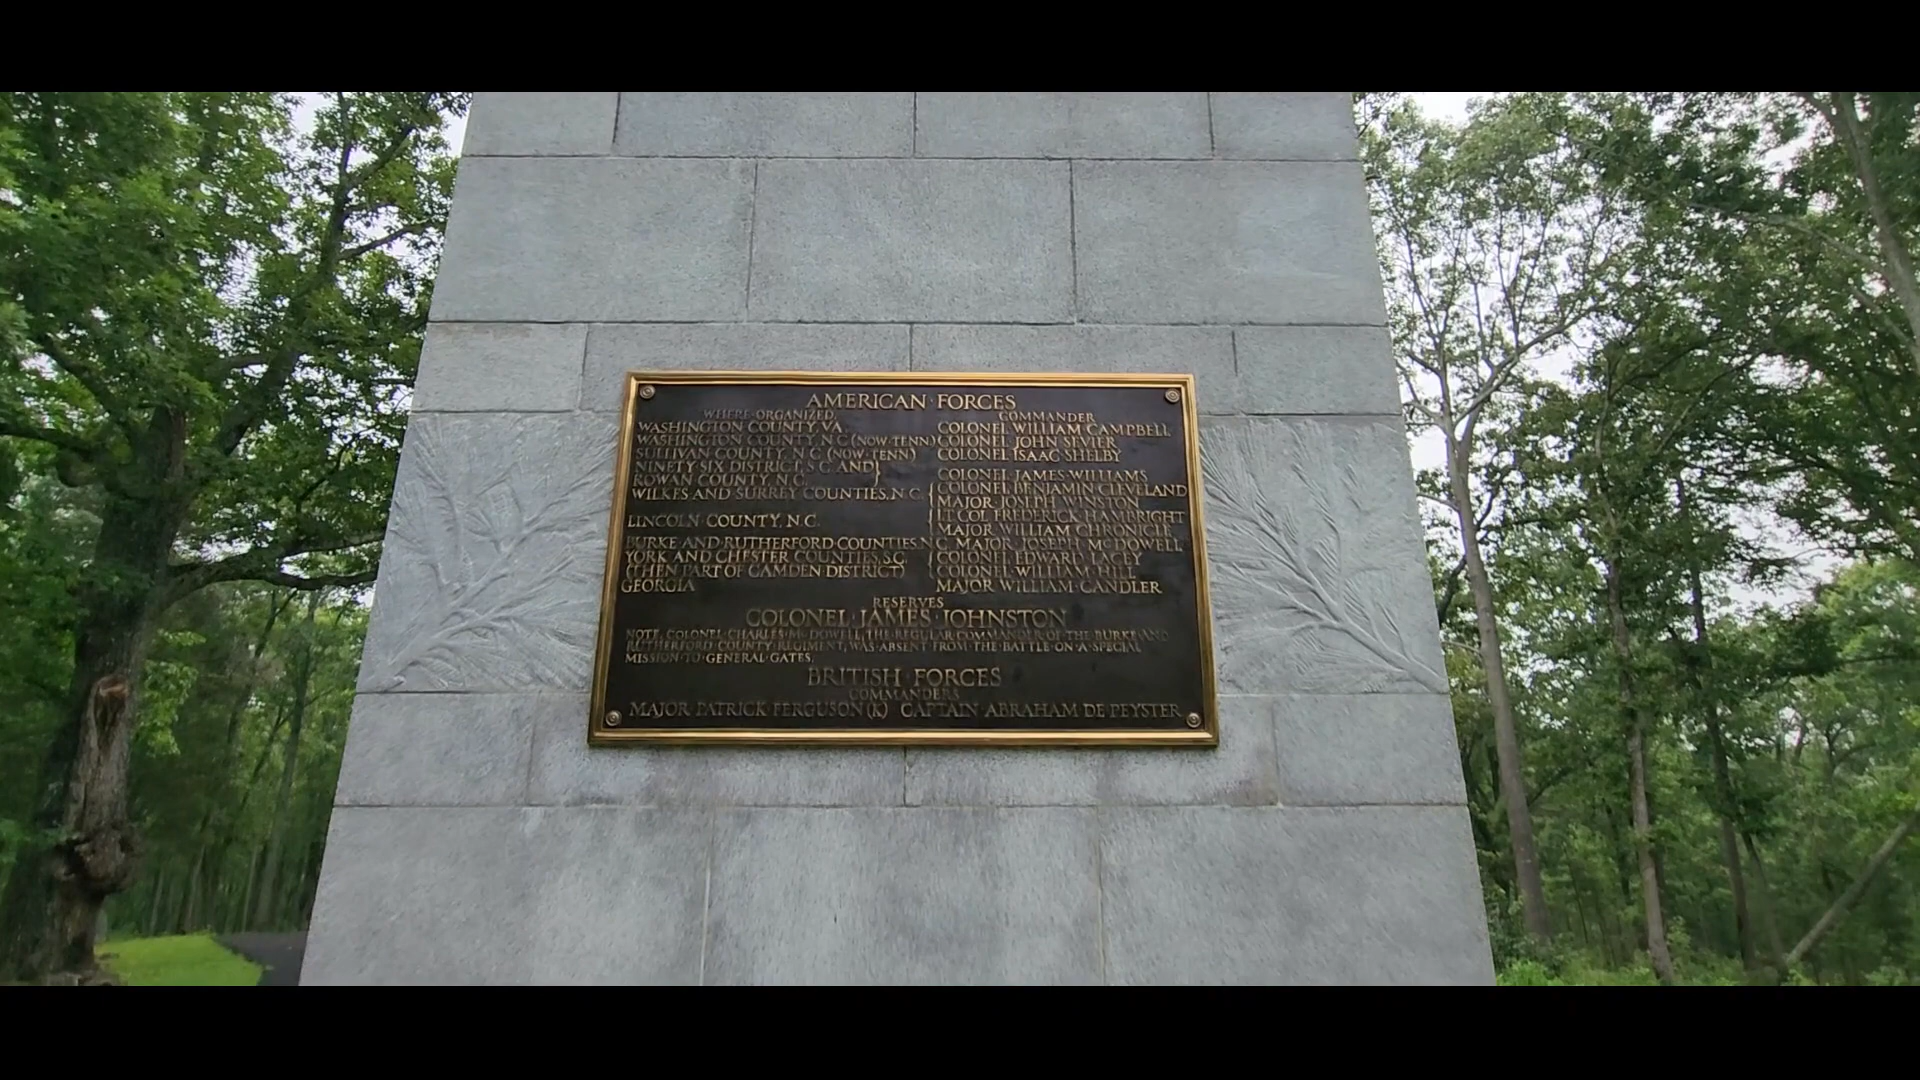 AMERICAN·FORCES
WHERE·ORGANIZED. COMMANDER
WASHINGTON COUNTY, VA. COLONEL WILLIAM CAMPBELL
WASHINGTON COUNTY, N.C (NOW·TENN) COLONEL JOHN SEVIER
SULLIVAN COUNTY, N.C (NOW·TENN) COLONEL ISAAC SHELBY
NINETY SIX DISTRICT, S.C. AND}
ROWAN COUNTY, N.C. COLONEL JAMES WILLIAMS
WILKES AND SURREY COUNTIES, N.C. { COLONEL BENJAMIN CLEVELAND
MAJOR JOSEPH WINSTON
LINCOLN COUNTY, N.C. { LT. COL. FREDERICK HAMBRIGHT
MAJOR WILLIAM CHRONICLE
BURKE AND RUTHERFORD COUNTIES, N.C. MAJOR JOSEPH MCDOWELL
YORK AND CHESTER COUNTIES, S.C. { COLONEL EDWARD LACEY
(THEN PART OF CAMDEN DISTRICT) COLONEL WILLIAM HILL
GEORGIA MAJOR WILLIAM CANDLER
RESERVES
COLONEL·JAMES·JOHNSTON
NOTE, COLONEL·CHARLES·MCDOWELL, THE·REGULAR·COMMANDER·OF·THE·BURKE·AND
RUTHERFORD·COUNTY·REGIMENT, WAS·ABSENT·FROM·THE·BATTLE·ON·A·SPECIAL
MISSION·TO·GENERAL·GATES.
BRITISH·FORCES
COMMANDERS
MAJOR PATRICK FERGUSON (K) CAPTAIN ABRAHAM DE PEYSTER